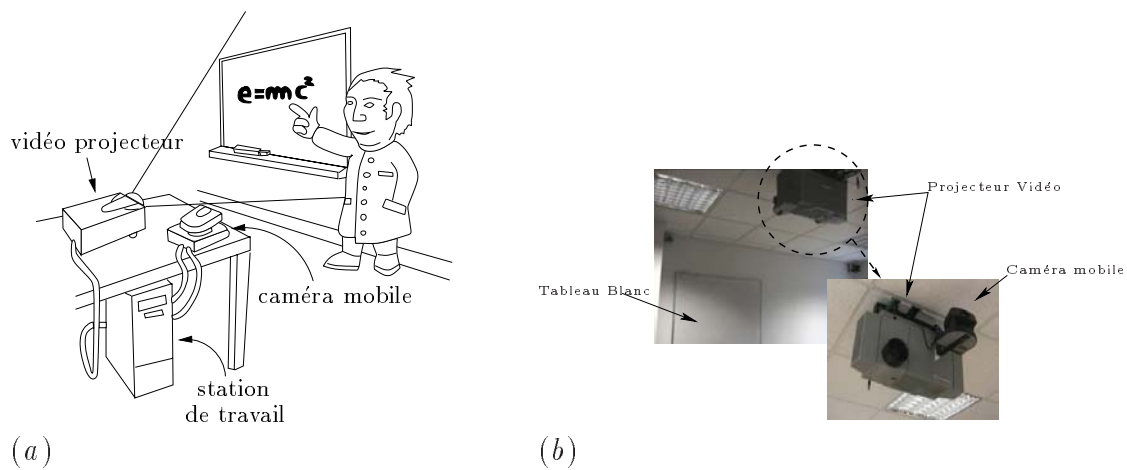 e=mc²
vidéo projecteur
caméra mobile
station
de travail
(a)
Projecteur Vidéo
Caméra mobile
Tableau Blanc
(b)